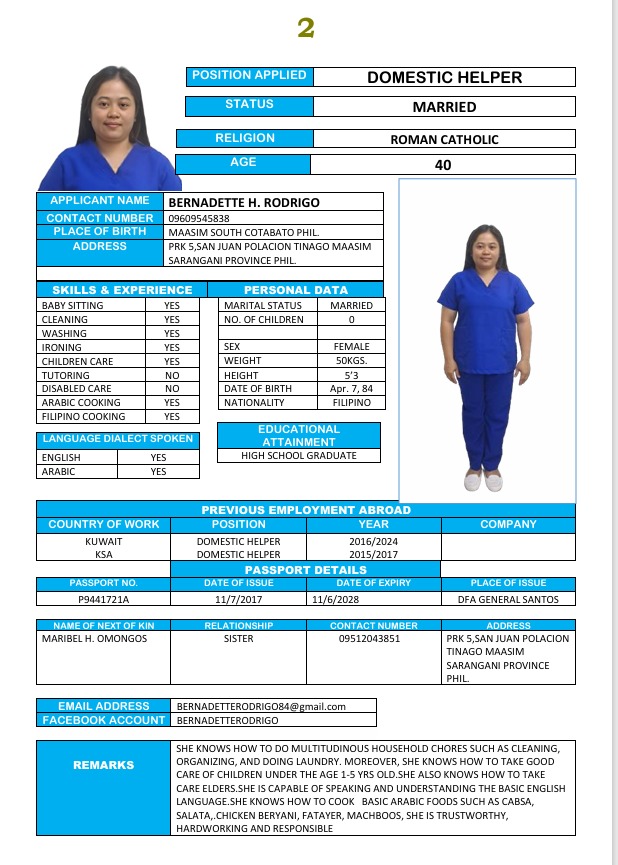 2
POSITION APPLIED DOMESTIC HELPER
STATUS MARRIED
RELIGION ROMAN CATHOLIC
AGE 40
APPLICANT NAME BERNADETTE H. RODRIGO
CONTACT NUMBER 09609545838
PLACE OF BIRTH MAASIM SOUTH COTABATO PHIL.
ADDRESS PRK 5,SAN JUAN POLACION TINAGO MAASIM
SARANGANI PROVINCE PHIL.
SKILLS & EXPERIENCE PERSONAL DATA
BABY SITTING YES MARITAL STATUS MARRIED
CLEANING YES NO. OF CHILDREN 0
WASHING YES
IRONING YES SEX FEMALE
CHILDREN CARE YES WEIGHT 50KGS.
TUTORING NO HEIGHT 5'3
DISABLED CARE NO DATE OF BIRTH Apr. 7, 84
ARABIC COOKING YES NATIONALITY FILIPINO
FILIPINO COOKING YES
EDUCATIONAL
ATTAINMENT
HIGH SCHOOL GRADUATE
LANGUAGE DIALECT SPOKEN
ENGLISH YES
ARABIC YES
PREVIOUS EMPLOYMENT ABROAD
COUNTRY OF WORK POSITION YEAR COMPANY
KUWAIT DOMESTIC HELPER 2016/2024
KSA DOMESTIC HELPER 2015/2017
PASSPORT DETAILS
PASSPORT NO. DATE OF ISSUE DATE OF EXPIRY PLACE OF ISSUE
P9441721A 11/7/2017 11/6/2028 DFA GENERAL SANTOS
NAME OF NEXT OF KIN RELATIONSHIP CONTACT NUMBER ADDRESS
MARIBEL H. OMONGOS SISTER 09512043851 PRK 5,SAN JUAN POLACION
TINAGO MAASIM
SARANGANI PROVINCE
PHIL.
EMAIL ADDRESS BERNADETTERODRIGO84@gmail.com
FACEBOOK ACCOUNT BERNADETTERODRIGO
REMARKS
SHE KNOWS HOW TO DO MULTITUDINOUS HOUSEHOLD CHORES SUCH AS CLEANING,
ORGANIZING, AND DOING LAUNDRY. MOREOVER, SHE KNOWS HOW TO TAKE GOOD
CARE OF CHILDREN UNDER THE AGE 1-5 YRS OLD.SHE ALSO KNOWS HOW TO TAKE
CARE ELDERS.SHE IS CAPABLE OF SPEAKING AND UNDERSTANDING THE BASIC ENGLISH
LANGUAGE.SHE KNOWS HOW TO COOK BASIC ARABIC FOODS SUCH AS CABSA,
SALATA,.CHICKEN BERYANI, FATAYER, MACHBOOS, SHE IS TRUSTWORTHY,
HARDWORKING AND RESPONSIBLE